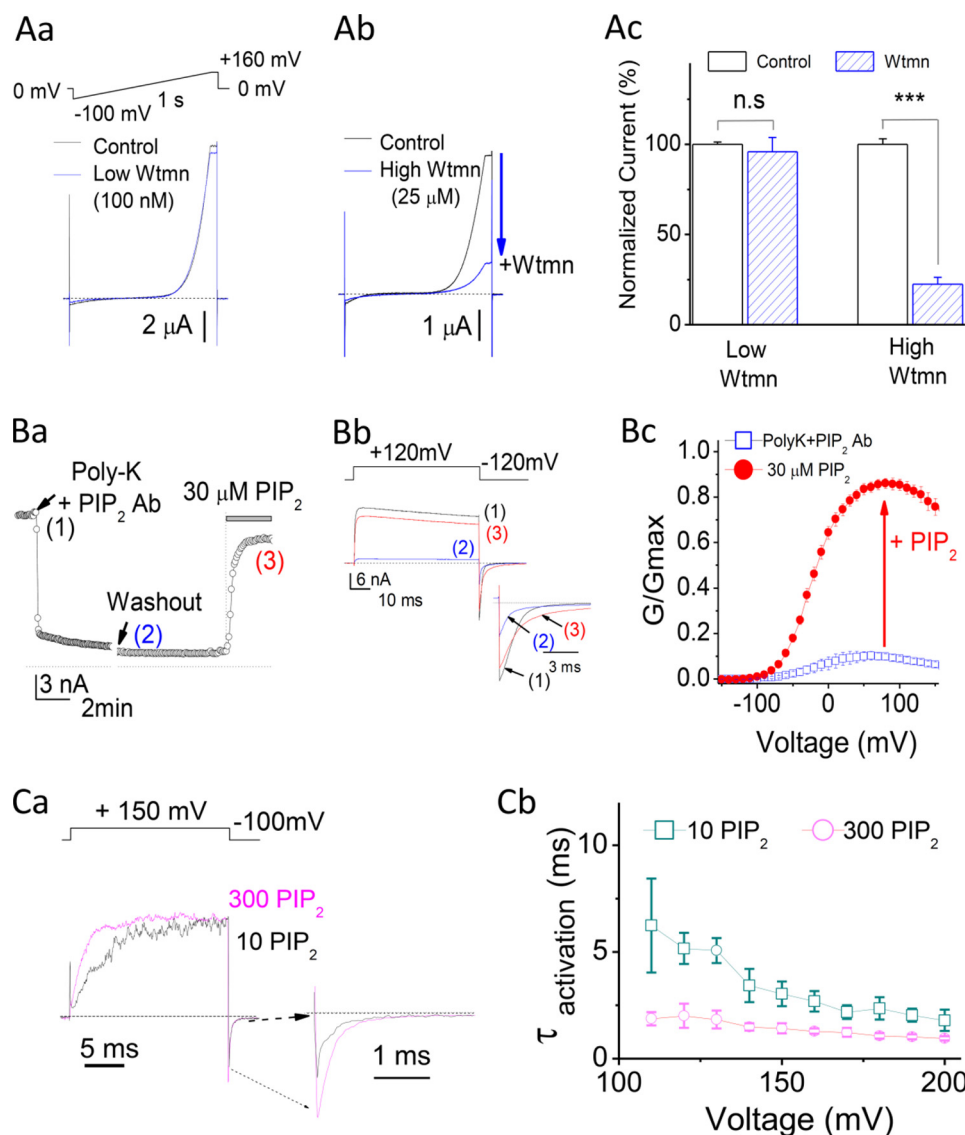 Aa
+160 mV
0 mV
0 mV
1 s
-100 mV
Control
Low Wtmn
(100 nM)
2 μA
Ab
Control
High Wtmn
(25 μM)
+Wtmn
1 μA
Ac
Control
Wtmn
n.s
***
Normalized Current (%)
100
50
0
Low
Wtmn
High
Wtmn
Ba
Poly-K
+ PIP2 Ab
(1)
30 μM PIP2
(3)
Washout
(2)
3 nA
2min
Bb
+120mV
-120mV
(1)
(3)
(2)
6 nA
10 ms
(2)
(3)
3 ms
(1)
Bc
PolyK+PIP2 Ab
30 μM PIP2
+ PIP2
G/Gmax
1.0
0.8
0.6
0.4
0.2
0.0
-100
0
100
Voltage (mV)
Ca
+ 150 mV
-100mV
300 PIP2
10 PIP2
5 ms
1 ms
Cb
10 PIP2
300 PIP2
τ activation (ms)
10
5
0
100
150
200
Voltage (mV)